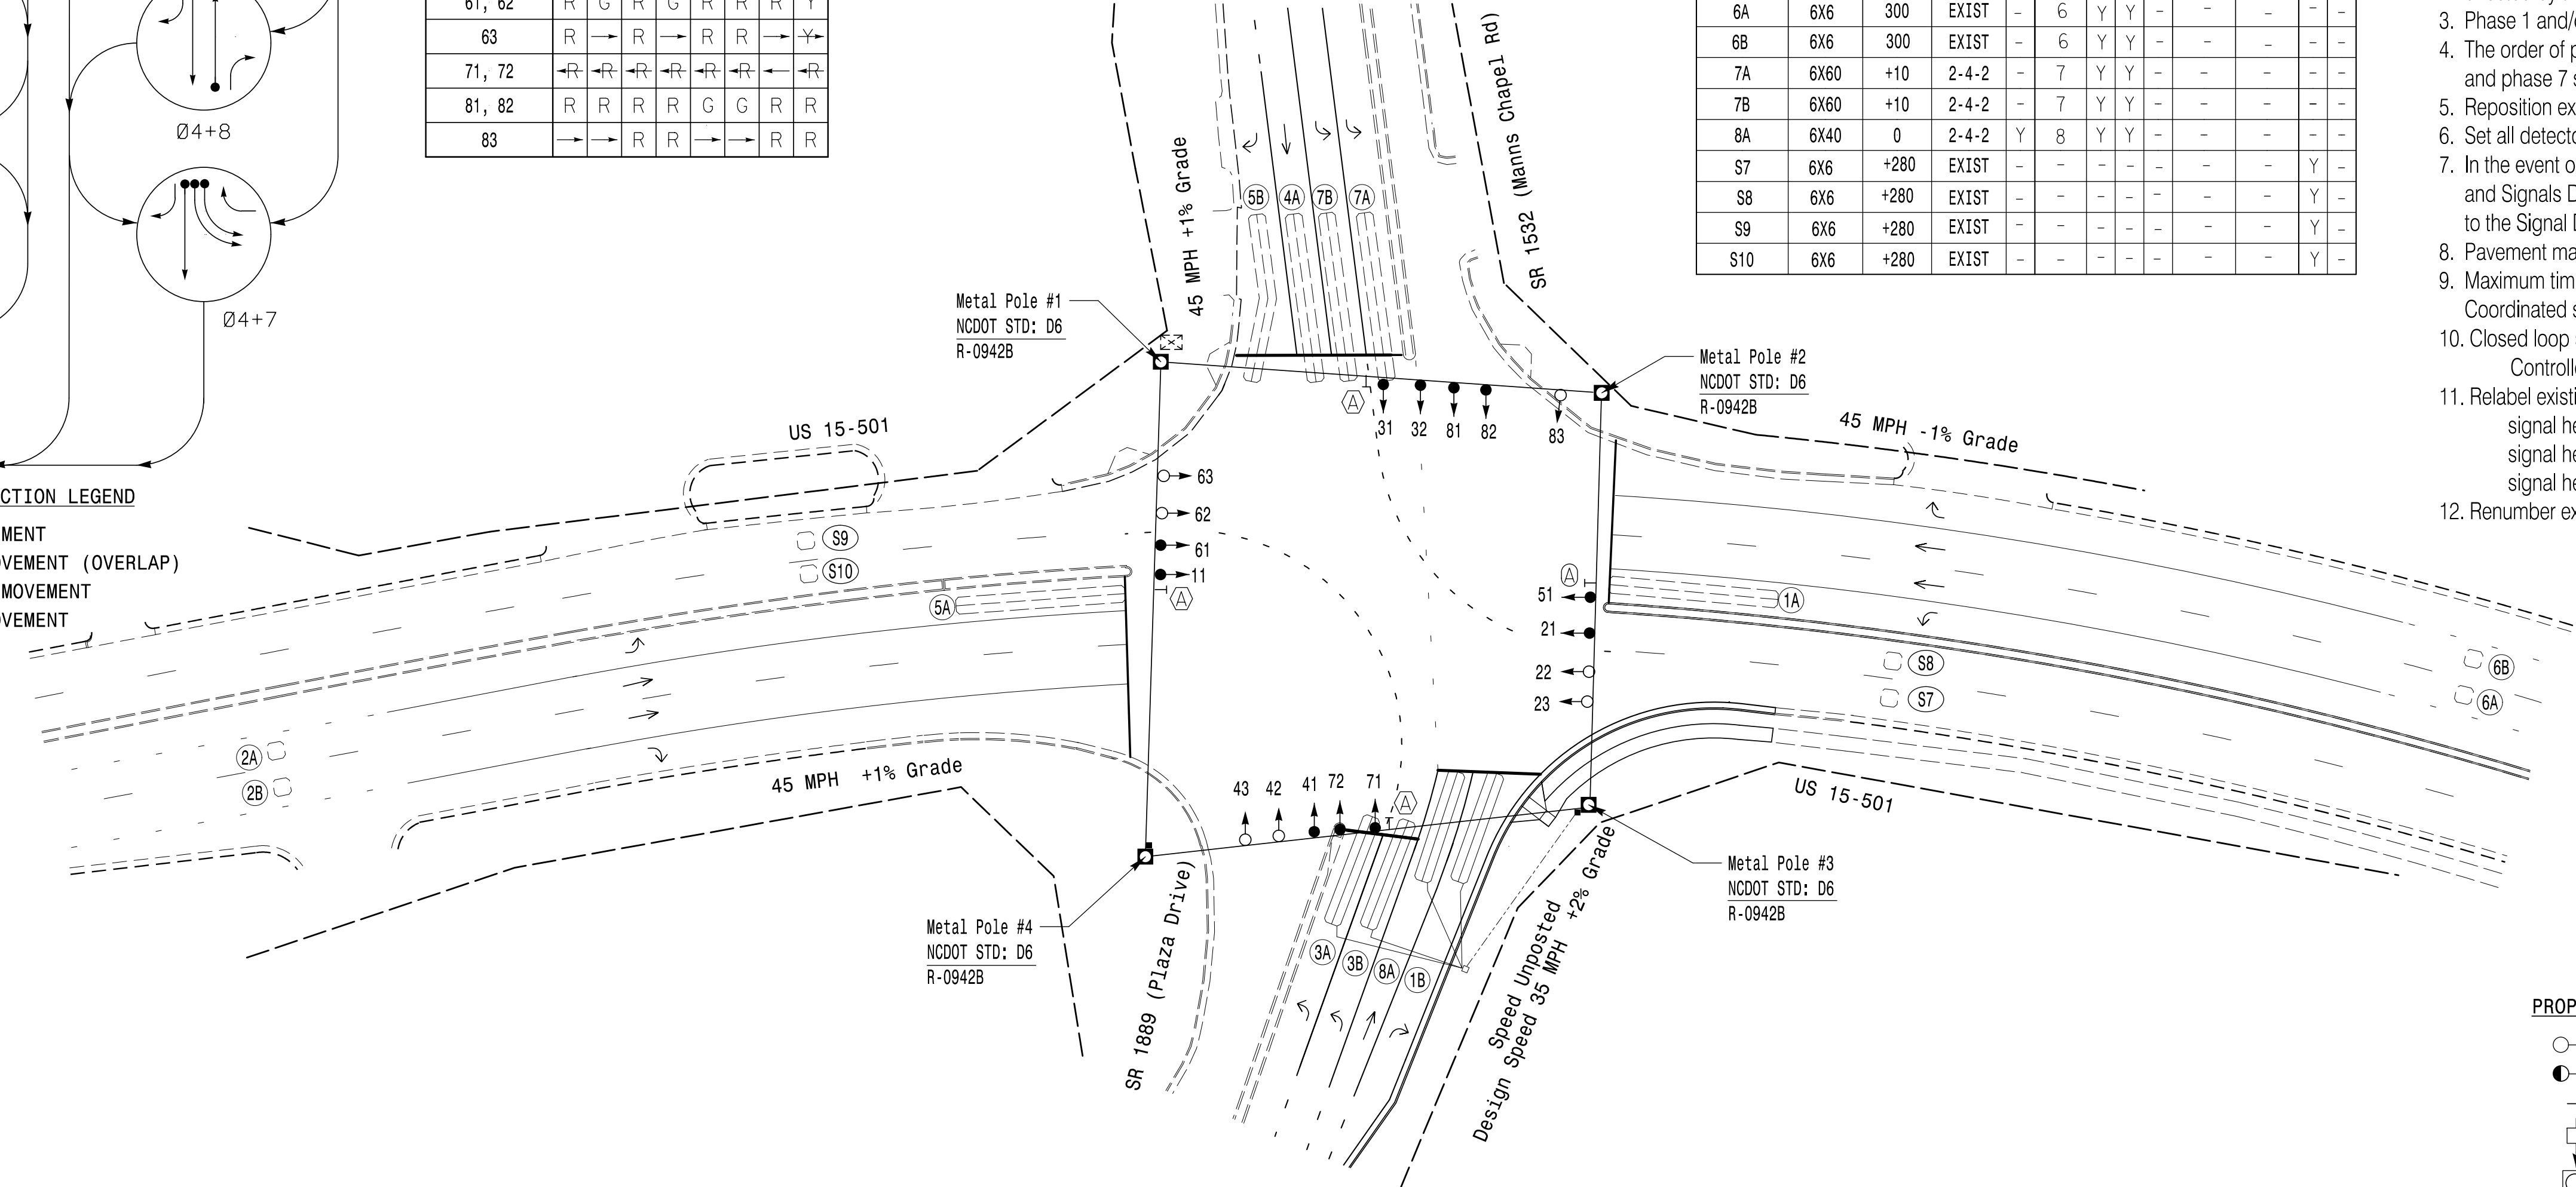 Ø4+8
Ø4+7
CTION LEGEND
MENT
VEMENT (OVERLAP)
MOVEMENT
VEMENT
61, 62 R G R G R R R Y
63 R → R → R R → Y
71, 72 R R R R R R ← R
81, 82 R R R R G G R R
83 → → R R → → R R
6A 6X6 300 EXIST - 6 Y Y - - - - -
6B 6X6 300 EXIST - 6 Y Y - - - - -
7A 6X60 +10 2-4-2 - 7 Y Y - - - - -
7B 6X60 +10 2-4-2 - 7 Y Y - - - - -
8A 6X40 0 2-4-2 Y 8 Y Y - - - - -
S7 6X6 +280 EXIST - - - - - - - Y -
S8 6X6 +280 EXIST - - - - - - - Y -
S9 6X6 +280 EXIST - - - - - - - Y -
S10 6X6 +280 EXIST - - - - - - - Y -
3. Phase 1 and/
4. The order of
and phase 7
5. Reposition
6. Set all
7. In the event
and Signals
to the Signal
8. Pavement
9. Maximum
Coordinated
10. Closed loop
11. Relabel
signal
signal
signal
12. Renumber
45 MPH +1% Grade
SR 1532 (Manns Chapel Rd)
5B 4A 7B 7A
Metal Pole #1
NCDOT STD: D6
R-0942B
Metal Pole #2
NCDOT STD: D6
R-0942B
A
31 32 81 82 83
US 15-501
45 MPH -1% Grade
63
62
61
11
A
S9
S10
5A
A
51
21
22
23
1A
S8
S7
6B
6A
2A
2B
45 MPH +1% Grade
43 42 41 72 71
A
US 15-501
Metal Pole #3
NCDOT STD: D6
R-0942B
Metal Pole #4
NCDOT STD: D6
R-0942B
SR 1889 (Plaza Drive)
3A 3B 8A 1B
Speed Unposted
Design Speed 35 MPH +2% Grade
PROP